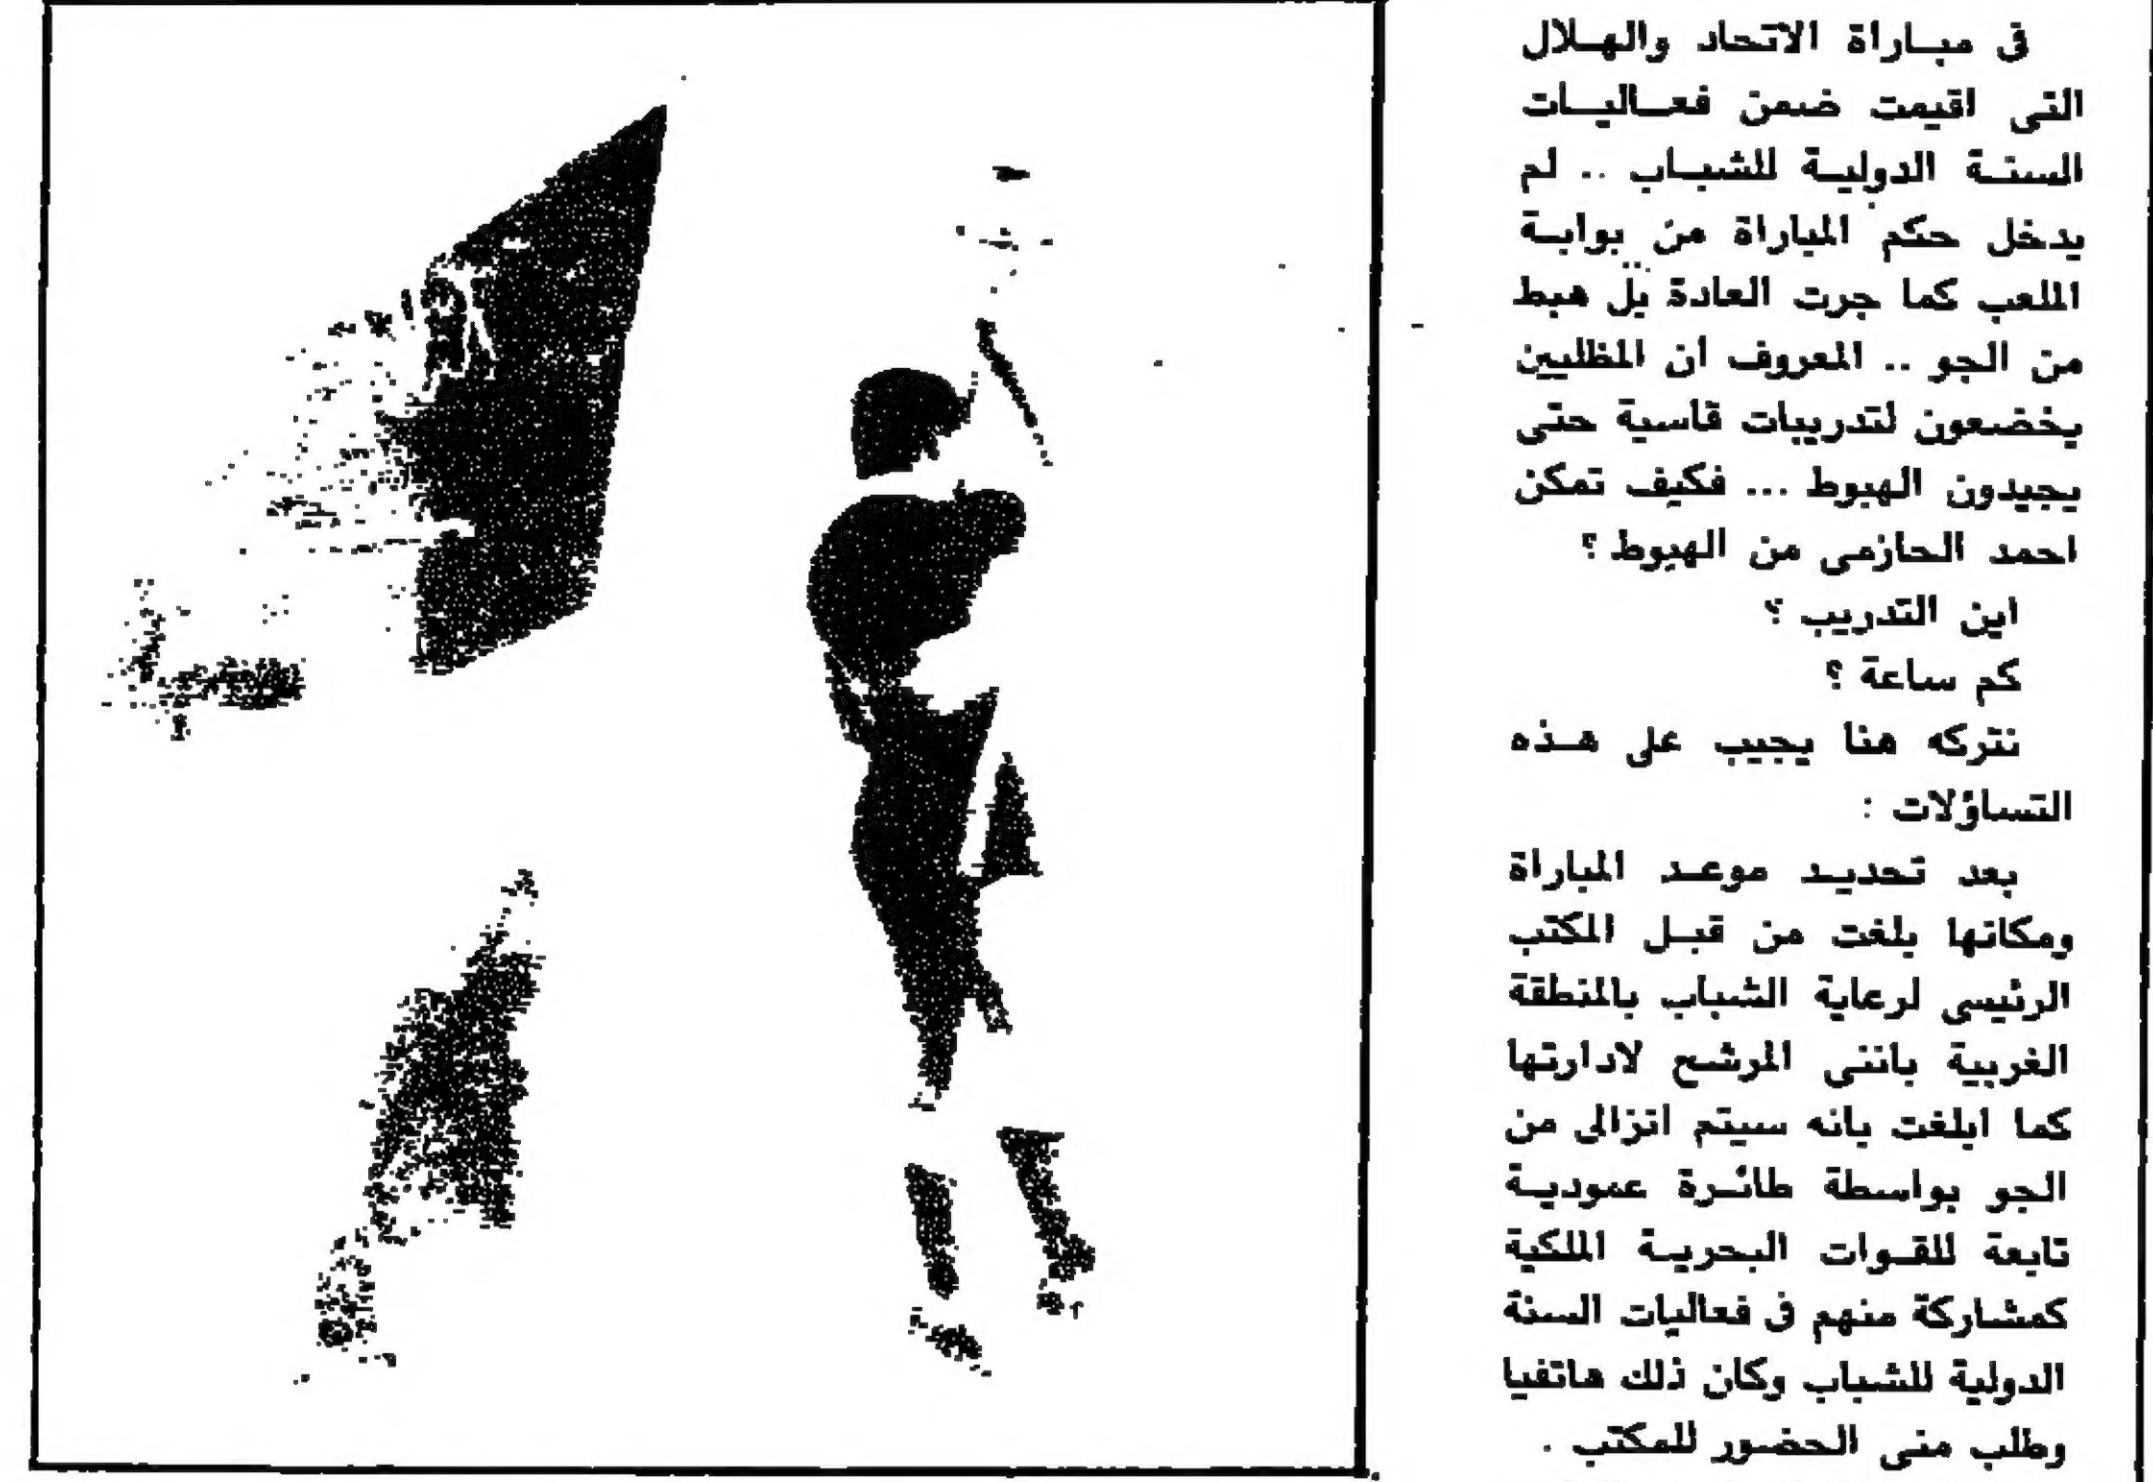 فى مباراة الاتحاد والهلال
التى اقيمت ضمن فعاليات
السنة الدولية للشباب .. لم
يدخل حكم المباراة من بوابة
الملعب كما جرت العادة بل هبط
من الجو .. المعروف ان المظليين
يخضعون لتدريبات قاسية حتى
يجيدون الهبوط ... فكيف تمكن
احمد الحازمى من الهبوط ؟
اين التدريب ؟
كم ساعة ؟
نتركه هنا يجيب على هذه
التساؤلات :
بعد تحديد موعد المباراة
ومكانها بلغت من قبل المكتب
الرئيسى لرعاية الشباب بالمنطقة
الغربية باننى المرشح لادارتها
كما ابلغت بانه سيتم انزالى من
الجو بواسطة طائرة عمودية
تابعة للقوات البحرية الملكية
كمشاركة منهم فى فعاليات السنة
الدولية للشباب وكان ذلك هاتفيا
وطلب منى الحضور للمكتب .